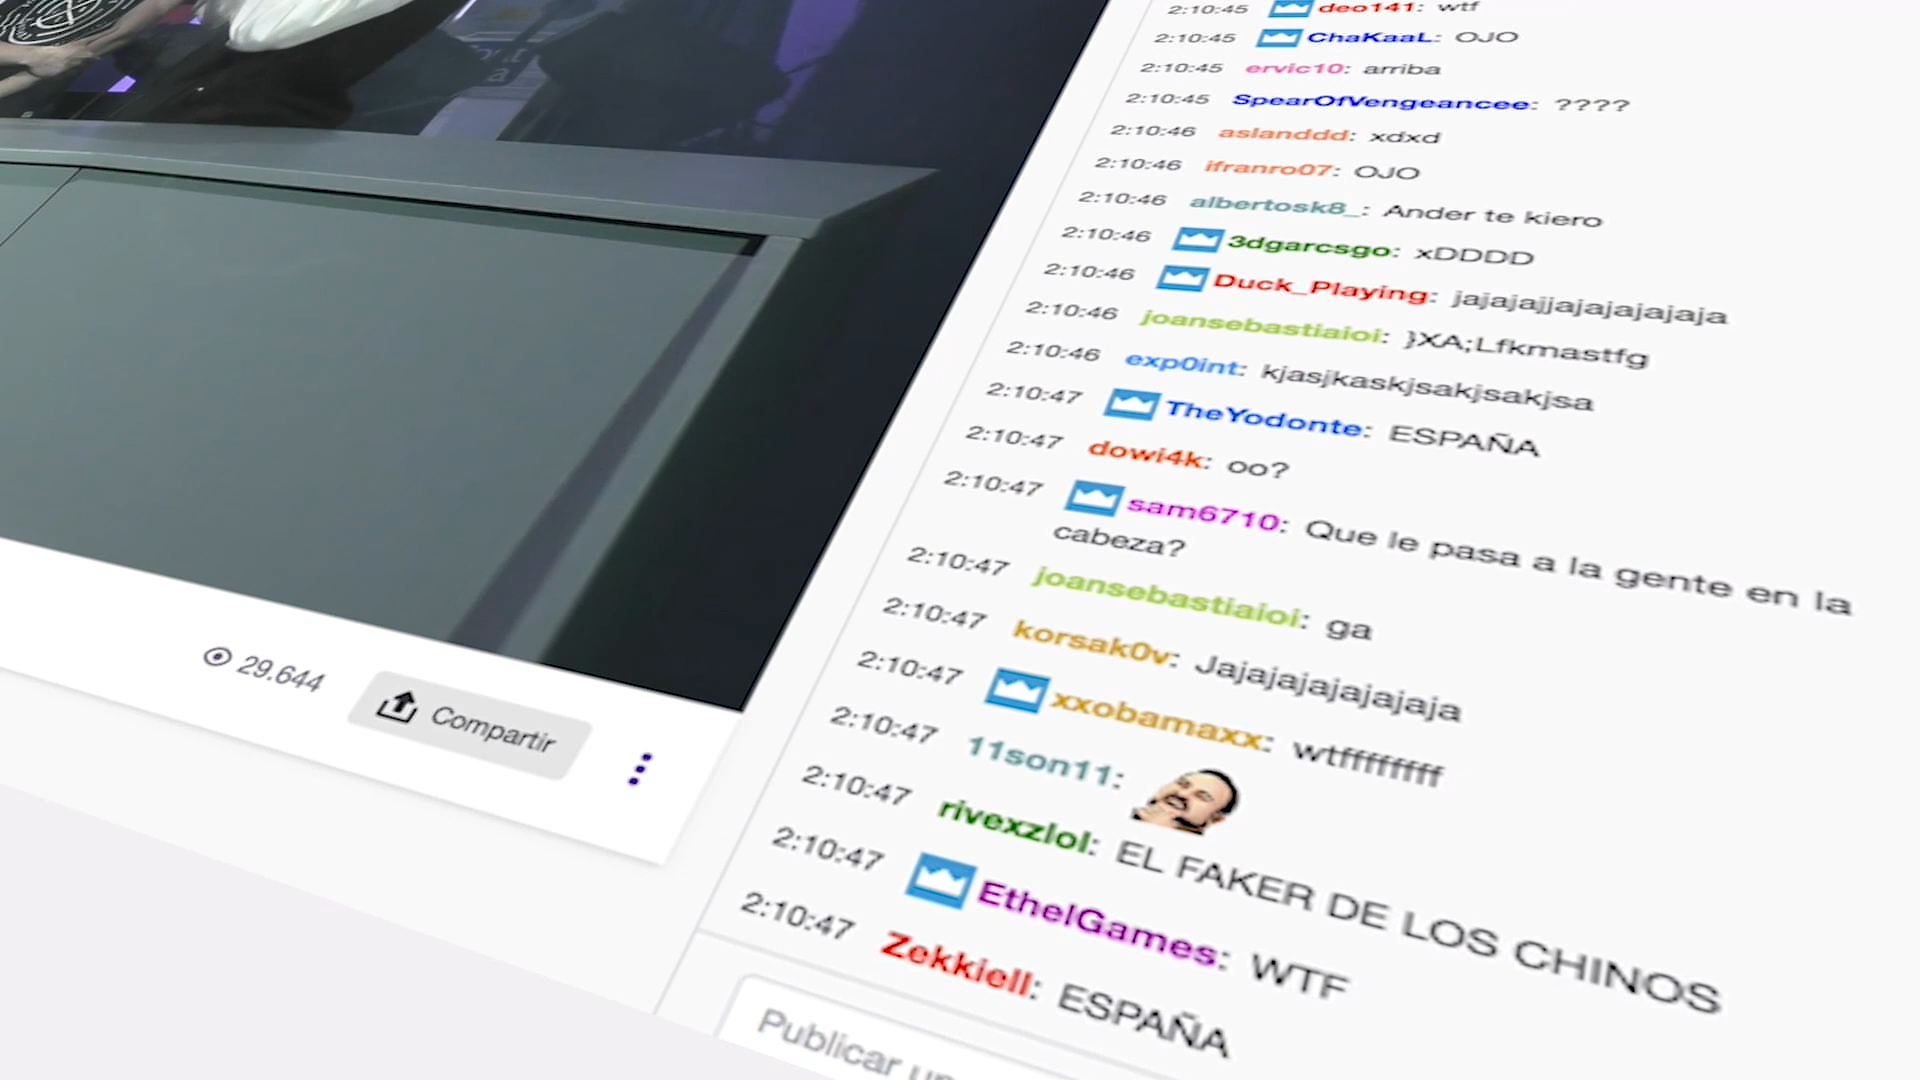 2:10:45 deo141: wtf
2:10:45 ChaKaaL: OJO
2:10:45 ervic10: arriba
2:10:45 SpearOfVengeancee: ????
2:10:46 aslanddd: xdxd
2:10:46 ifranro07: OJO
2:10:46 albertosk8_: Ander te kiero
2:10:46 3dgarcsgo: xDDDD
2:10:46 Duck_Playing: jajajajjajajajajaja
2:10:46 joansebastiaioi: }XA;Lfkmastfg
2:10:46 exp0int: kjasjkaskjsakjsakjsa
2:10:47 TheYodonte: ESPAÑA
2:10:47 dowi4k: oo?
2:10:47 sam6710: Que le pasa a la gente en la
cabeza?
2:10:47 joansebastiaioi: ga
2:10:47 korsak0v: Jajajajajajajaja
2:10:47 xxobamaxx: wtfffffffff
2:10:47 11son11:
2:10:47 rivexzlol: EL FAKER DE LOS CHINOS
2:10:47 EthelGames: WTF
2:10:47 Zekkiell: ESPAÑA
Publicar
29.644
Compartir